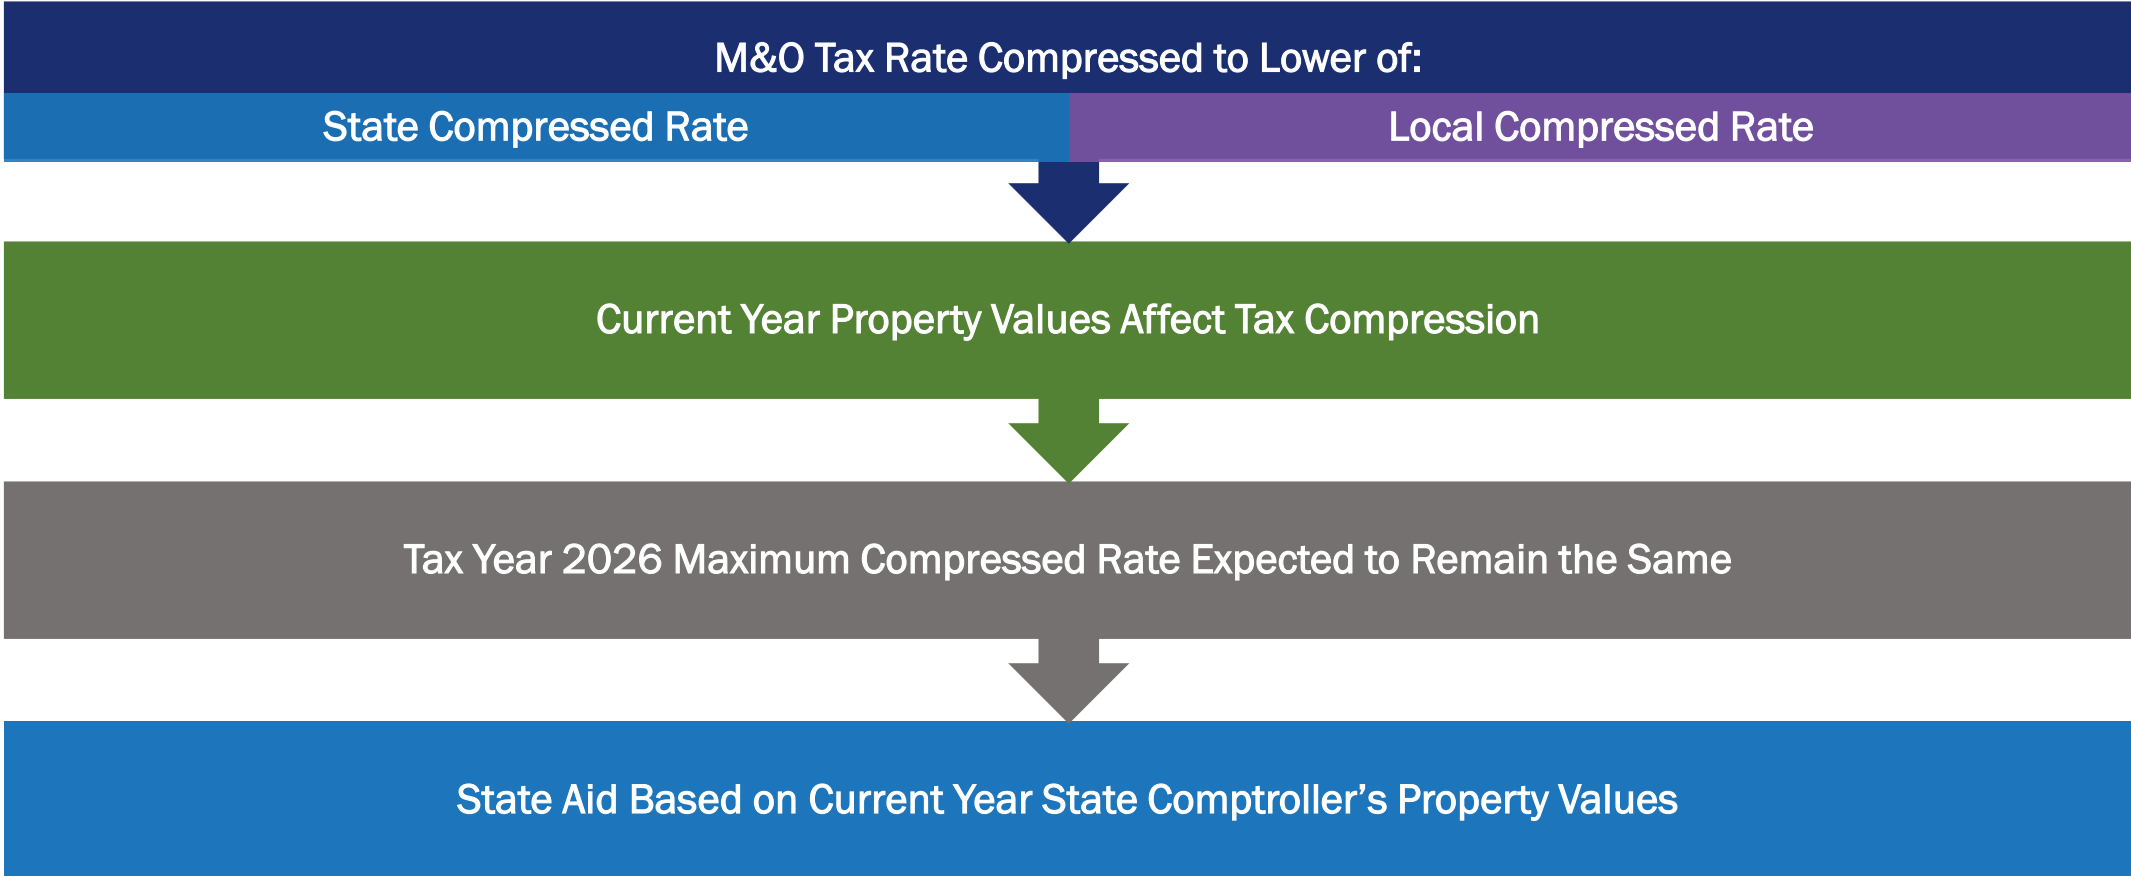 M&O Tax Rate Compressed to Lower of:
State Compressed Rate
Local Compressed Rate
Current Year Property Values Affect Tax Compression
Tax Year 2026 Maximum Compressed Rate Expected to Remain the Same
State Aid Based on Current Year State Comptroller’s Property Values